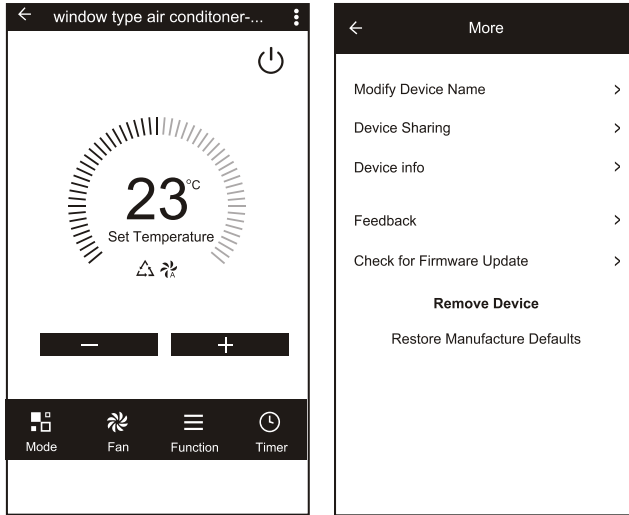 window type air conditoner-...
23°C
Set Temperature
A
Mode
Fan
Function
Timer
More
Modify Device Name
Device Sharing
Device info
Feedback
Check for Firmware Update
Remove Device
Restore Manufacture Defaults